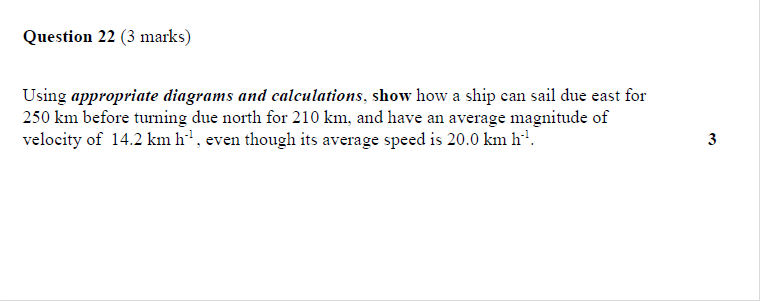 Question 22 (3 marks)
Using appropriate diagrams and calculations, show how a ship can sail due east for
250 km before turning due north for 210 km, and have an average magnitude of
velocity of 14.2 km h⁻¹, even though its average speed is 20.0 km h⁻¹. 3